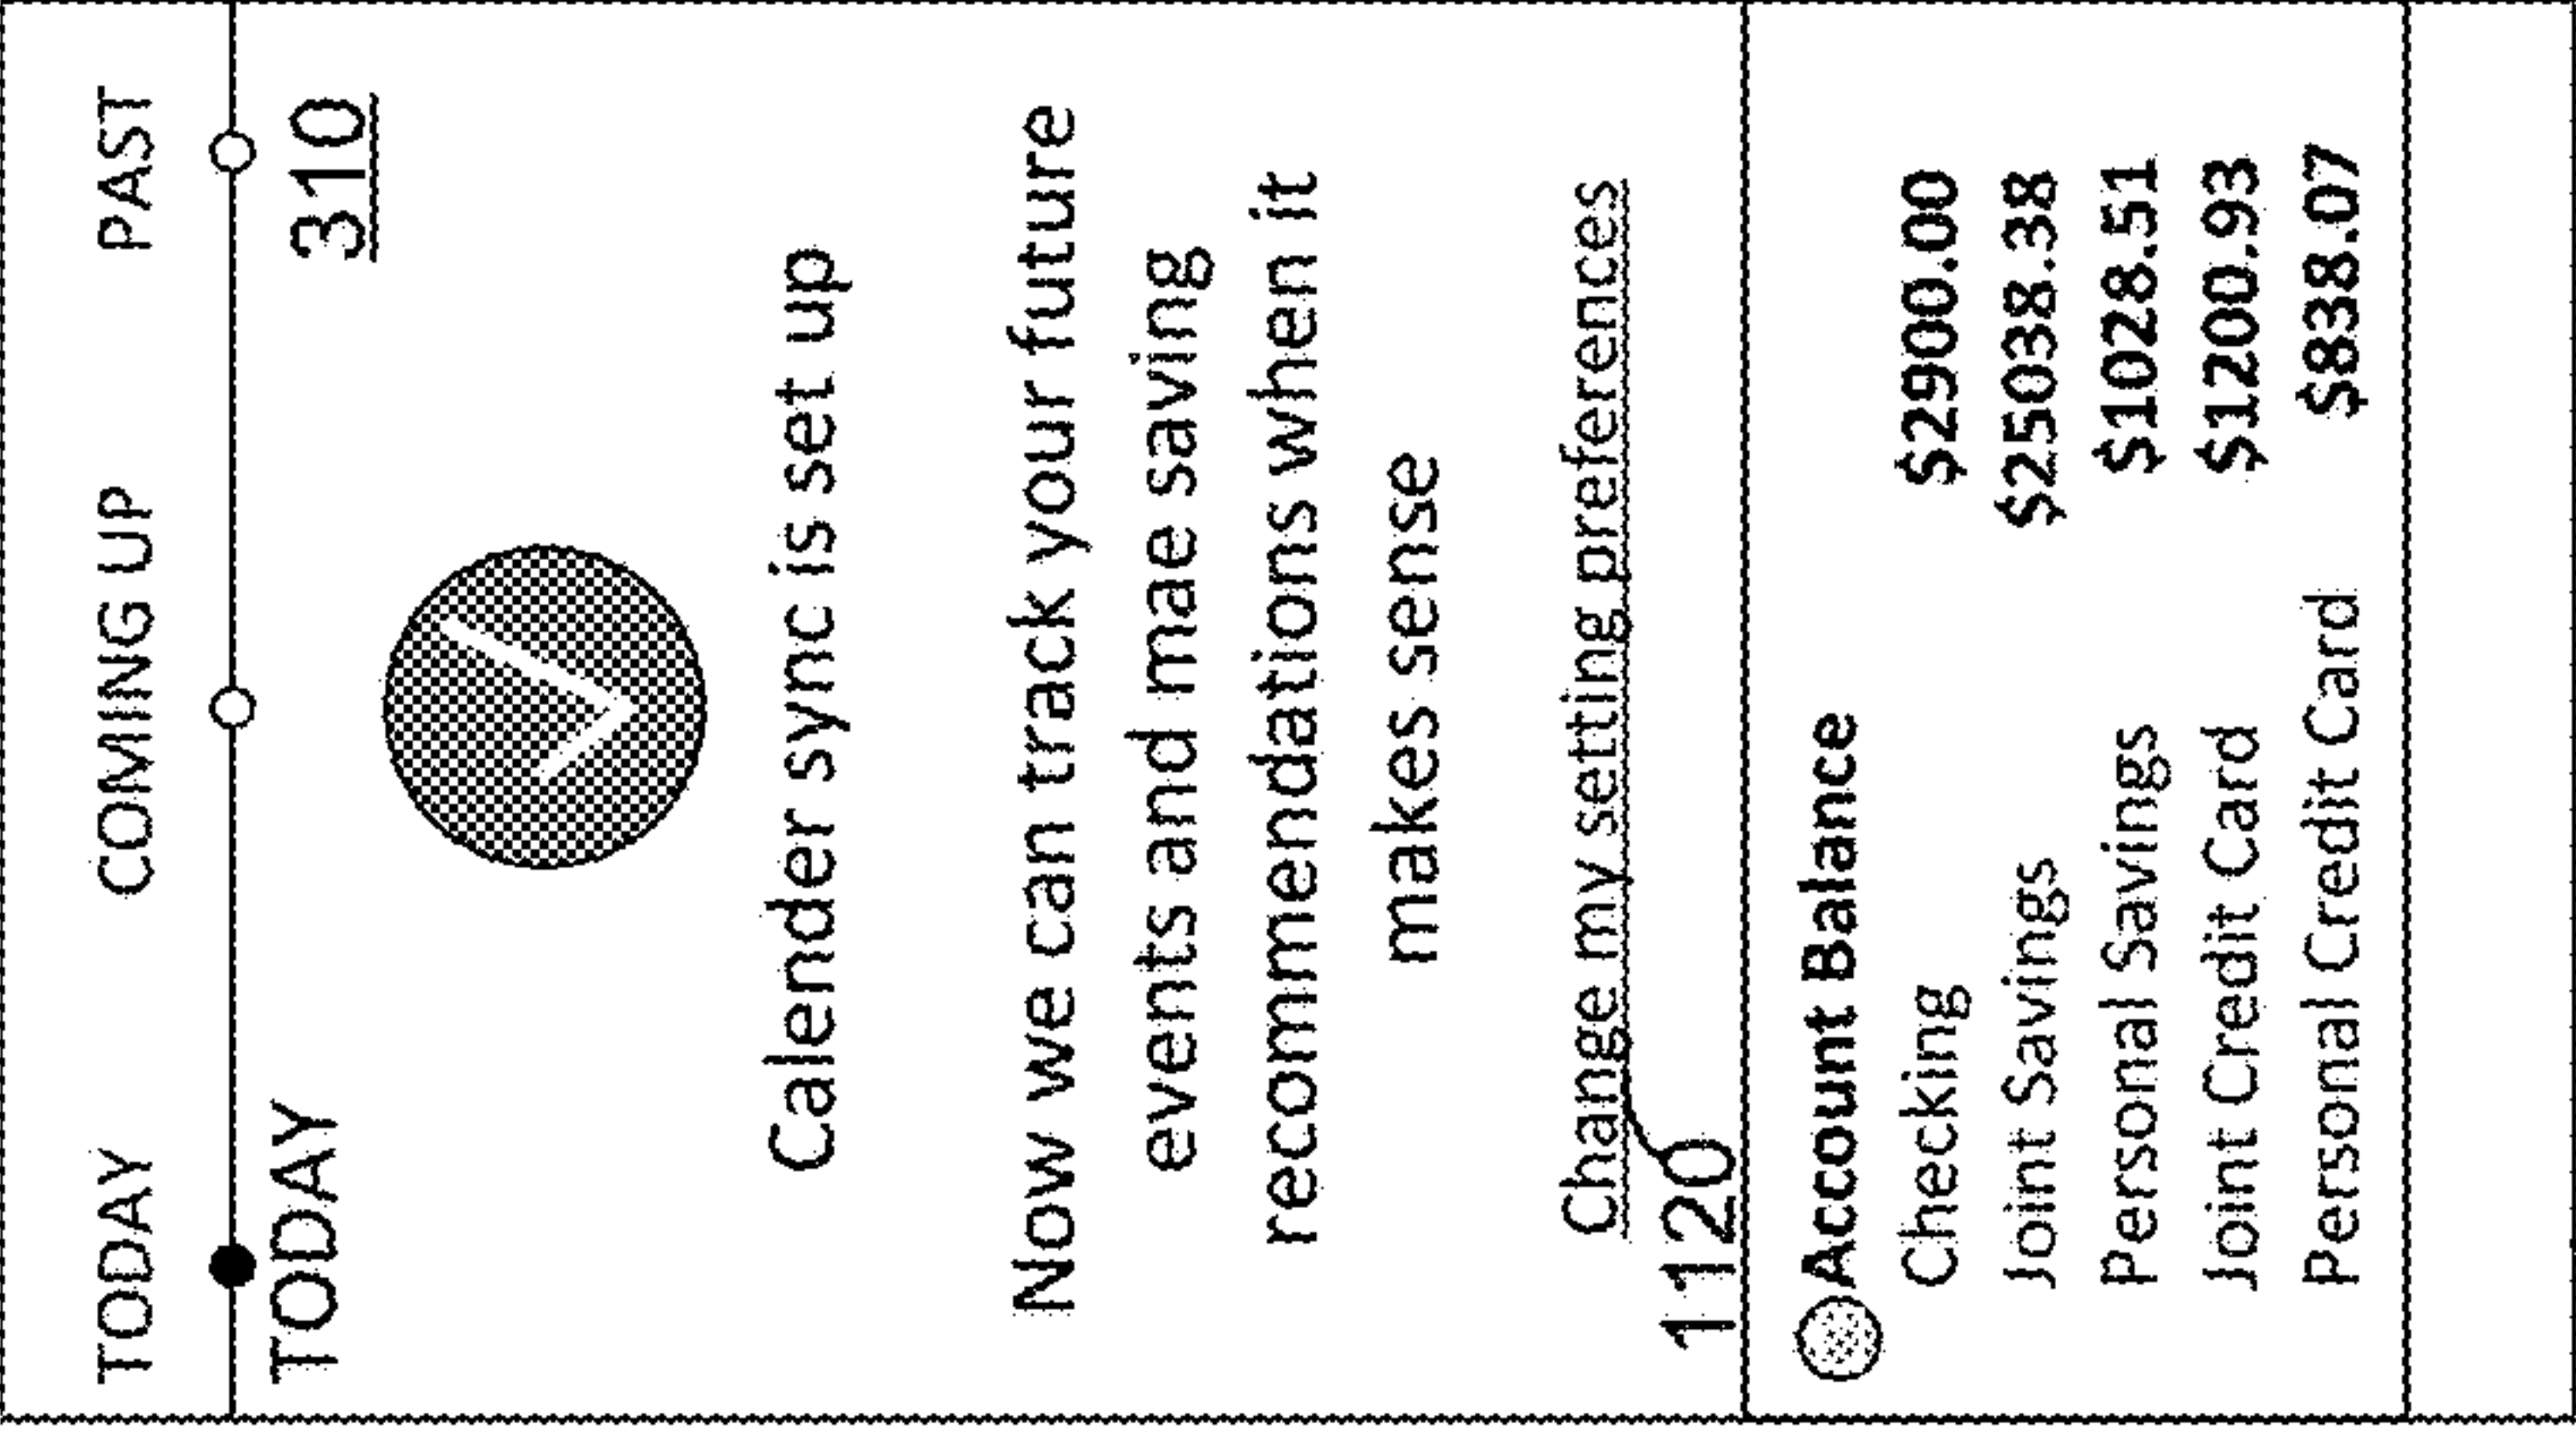 TODAY COMING UP PAST
TODAY 310
Calender sync is set up
Now we can track your future
events and mae saving
recommendations when it
makes sense
Change my setting preferences
1120
Account Balance
Checking $2900.00
Joint Savings $25038.38
Personal Savings $1028.51
Joint Credit Card $1200.93
Personal Credit Card $838.07